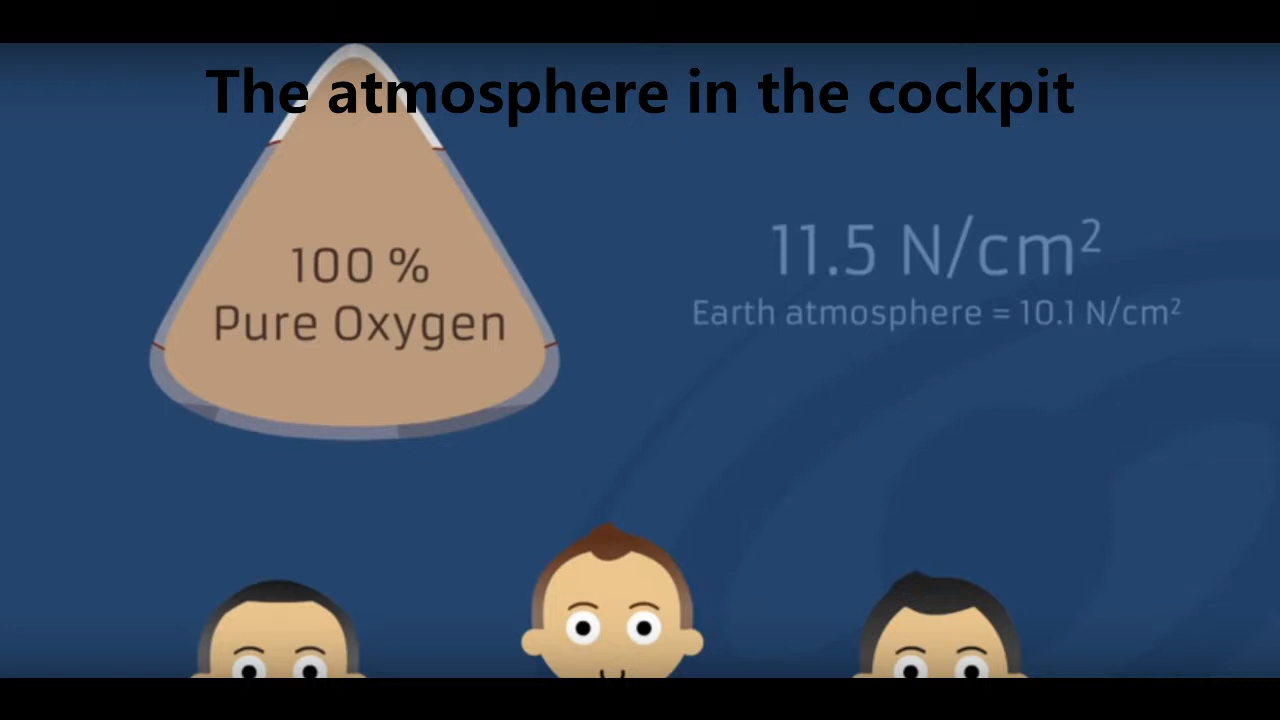 The atmosphere in the cockpit
100 %
Pure Oxygen
11.5 N/cm²
Earth atmosphere = 10.1 N/cm²